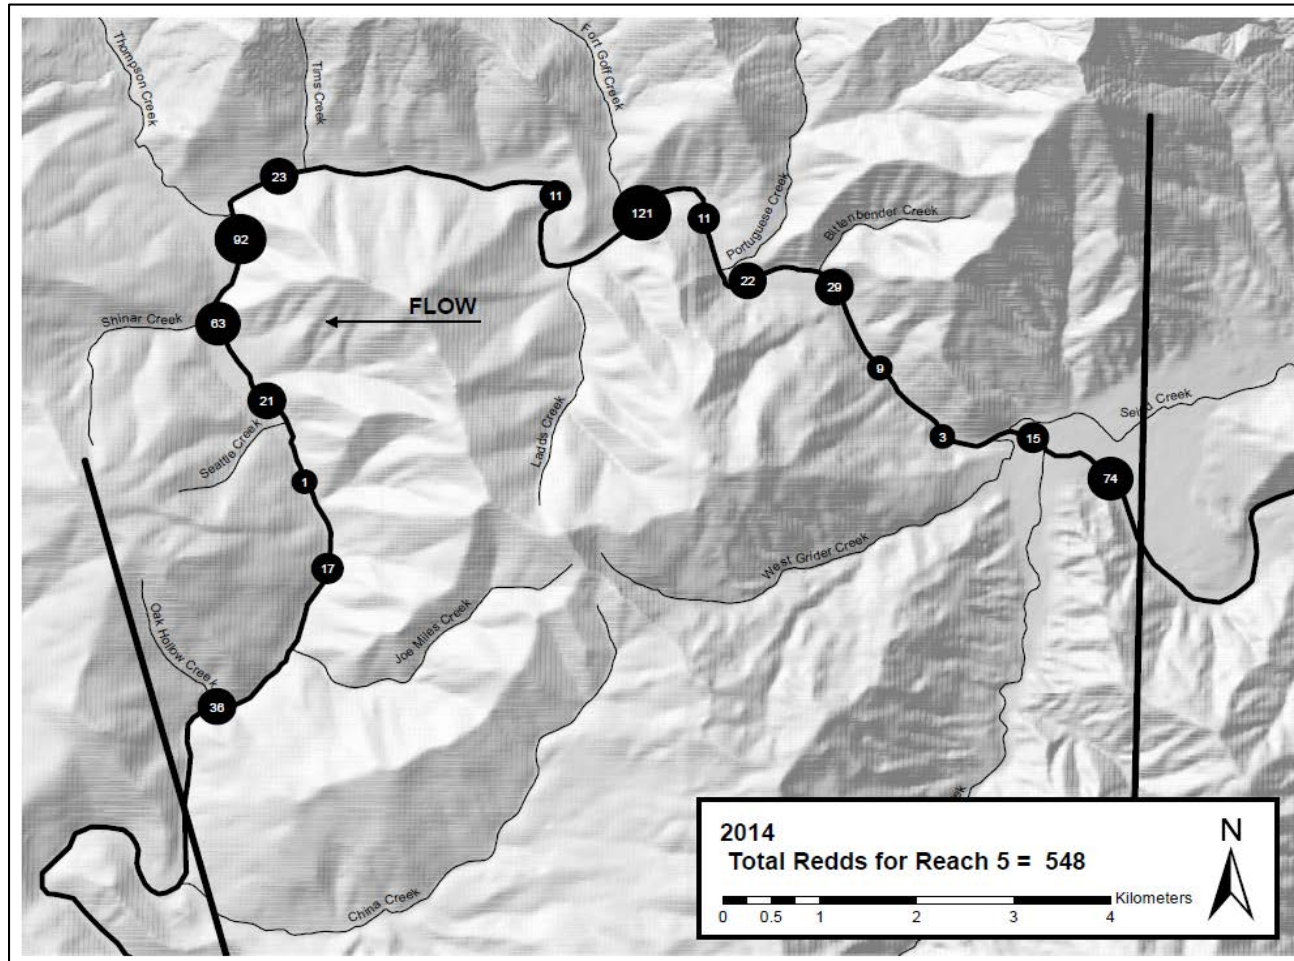 Thompson Creek
Tims Creek
Fort Goff Creek
Portuguese Creek
Bittenbender Creek
23
11
121
11
92
22
29
FLOW
Shinar Creek
63
9
21
Seattle Creek
Ladds Creek
3
15
Creek
74
1
West Grider Creek
17
Oak Hollow Creek
Joe Miles Creek
36
China Creek
2014
Total Redds for Reach 5 = 548
N
Kilometers
0 0.5 1 2 3 4